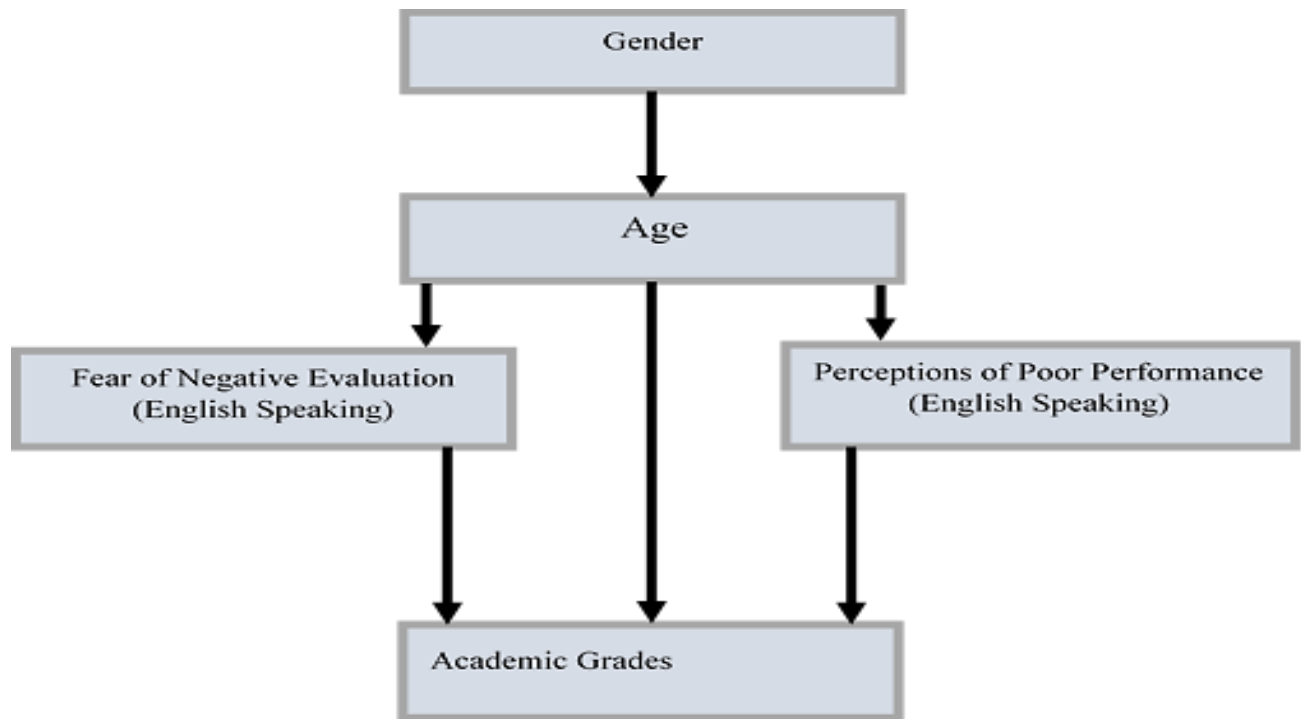 Gender
Age
Fear of Negative Evaluation
(English Speaking)
Perceptions of Poor Performance
(English Speaking)
Academic Grades